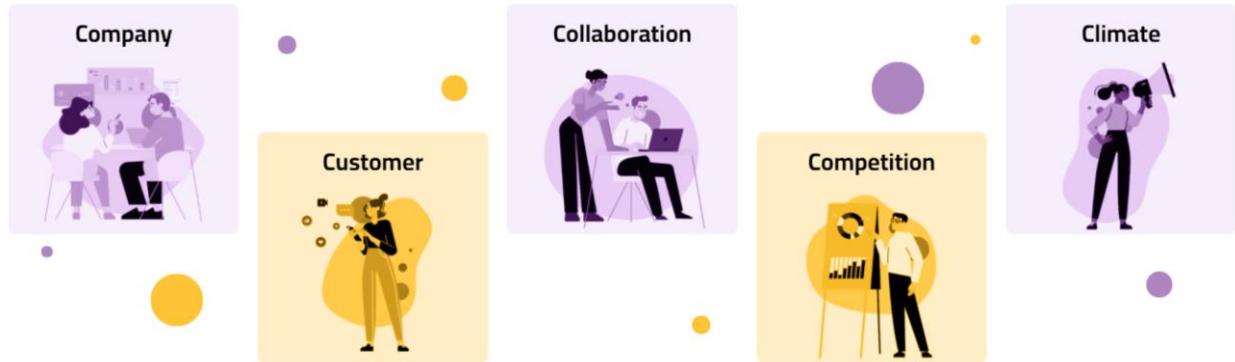 Company
Customer
Collaboration
Competition
Climate